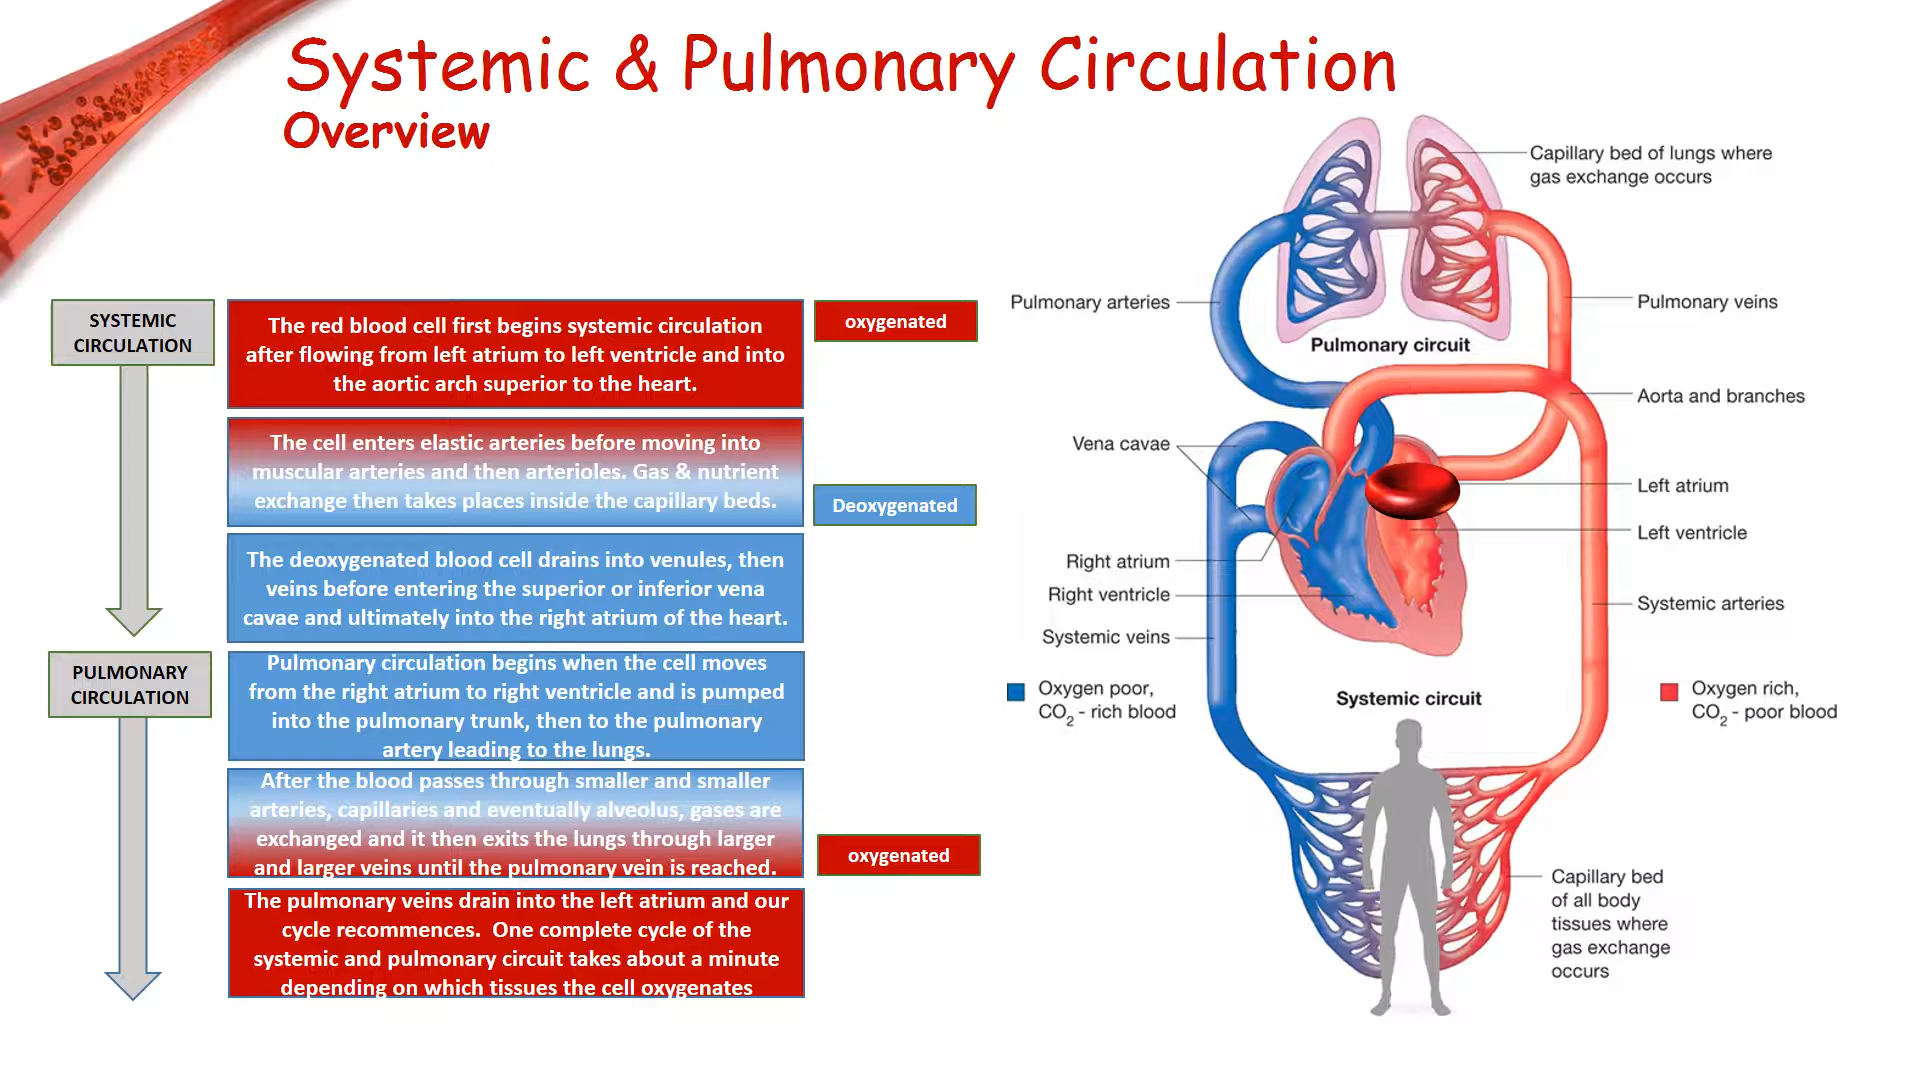 Systemic & Pulmonary Circulation
Overview
SYSTEMIC
CIRCULATION
The red blood cell first begins systemic circulation
after flowing from left atrium to left ventricle and into
the aortic arch superior to the heart.
oxygenated
The cell enters elastic arteries before moving into
muscular arteries and then arterioles. Gas & nutrient
exchange then takes places inside the capillary beds.
Deoxygenated
The deoxygenated blood cell drains into venules, then
veins before entering the superior or inferior vena
cavae and ultimately into the right atrium of the heart.
PULMONARY
CIRCULATION
Pulmonary circulation begins when the cell moves
from the right atrium to right ventricle and is pumped
into the pulmonary trunk, then to the pulmonary
artery leading to the lungs.
After the blood passes through smaller and smaller
arteries, capillaries and eventually alveolus, gases are
exchanged and it then exits the lungs through larger
and larger veins until the pulmonary vein is reached.
oxygenated
The pulmonary veins drain into the left atrium and our
cycle recommences.  One complete cycle of the
systemic and pulmonary circuit takes about a minute
depending on which tissues the cell oxygenates
Capillary bed of lungs where
gas exchange occurs
Pulmonary arteries
Pulmonary veins
Pulmonary circuit
Aorta and branches
Vena cavae
Left atrium
Left ventricle
Right atrium
Right ventricle
Systemic arteries
Systemic veins
Oxygen poor,
CO₂ - rich blood
Systemic circuit
Oxygen rich,
CO₂ - poor blood
Capillary bed
of all body
tissues where
gas exchange
occurs